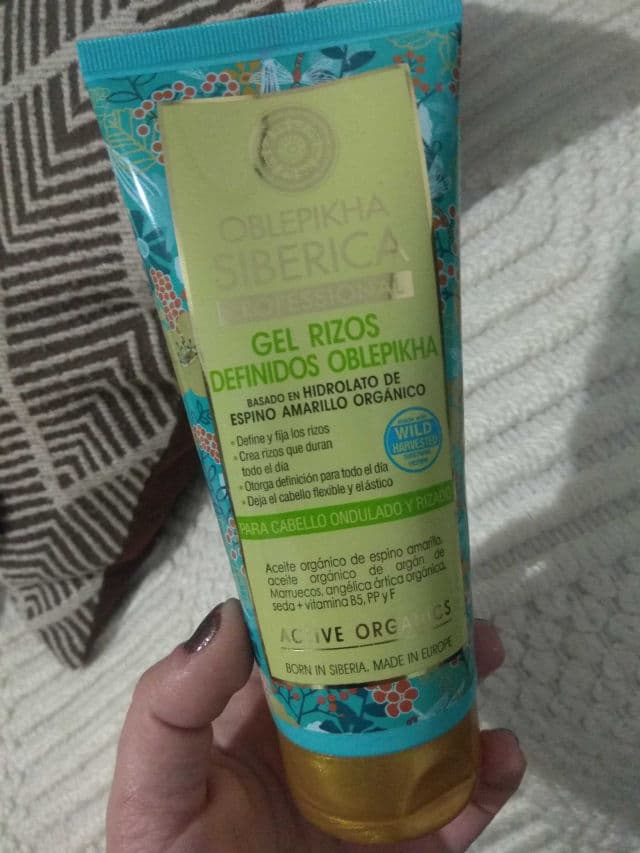 OBLEPIKHA
SIBERICA
PROFESSIONAL
GEL RIZOS
DEFINIDOS OBLEPIKHA
BASADO EN HIDROLATO DE
ESPINO AMARILLO ORGÁNICO
• Define y fija los rizos
• Crea rizos que duran
todo el día
• Otorga definición para todo el día
• Deja el cabello flexible y elástico
WILD
HARVESTED
PARA CABELLO ONDULADO Y RIZADO
Aceite orgánico de espino amarillo,
aceite orgánico de argán de
Marruecos, angélica ártica orgánica,
seda + vitamina B5, PP y F
ACTIVE ORGANICS
BORN IN SIBERIA, MADE IN EUROPE